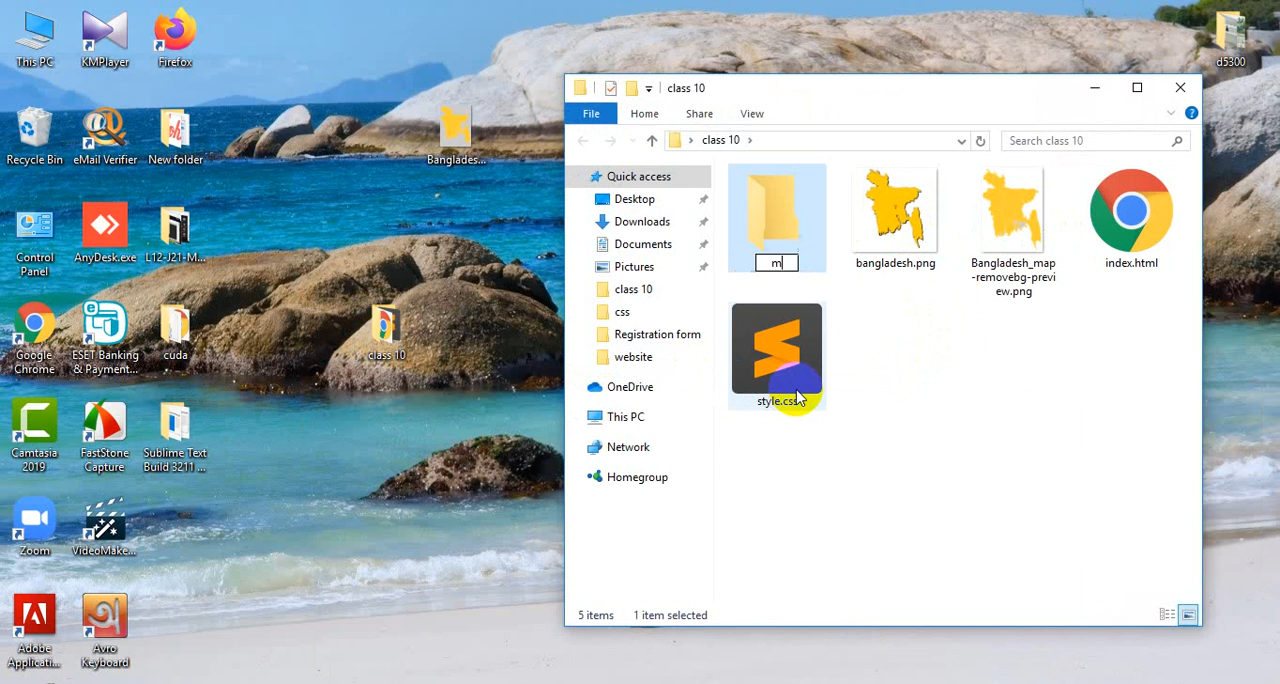 This PC
KMPlayer
Firefox
d5300
Recycle Bin
eMail Verifier
New folder
Banglades...
Control
Panel
AnyDesk.exe
L12-J21-M...
Google
Chrome
ESET Banking
& Payment...
cuda
class 10
Camtasia
2019
FastStone
Capture
Sublime Text
Build 3211 ...
Zoom
VideoMake...
Adobe
Applicati...
Avro
Keyboard
class 10
File
Home
Share
View
class 10
Search class 10
Quick access
Desktop
Downloads
Documents
Pictures
class 10
css
Registration form
website
OneDrive
This PC
Network
Homegroup
m
bangladesh.png
Bangladesh_map
-removebg-previ
ew.png
index.html
style.css
5 items
1 item selected